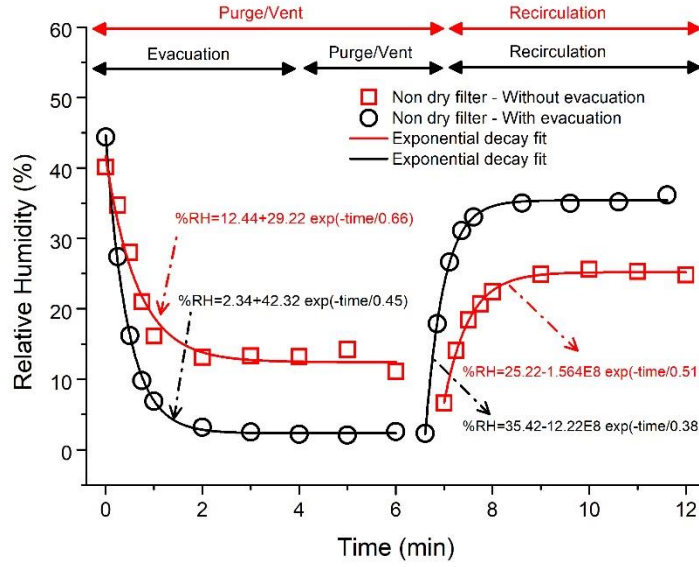 Purge/Vent Recirculation
Evacuation Purge/Vent Recirculation
Non dry filter - Without evacuation
Non dry filter - With evacuation
Exponential decay fit
Exponential decay fit
%RH=12.44+29.22 exp(-time/0.66)
%RH=2.34+42.32 exp(-time/0.45)
%RH=25.22-1.564E8 exp(-time/0.51
%RH=35.42-12.22E8 exp(-time/0.38
Relative Humidity (%)
60
50
40
30
20
10
0
0 2 4 6 8 10 12
Time (min)